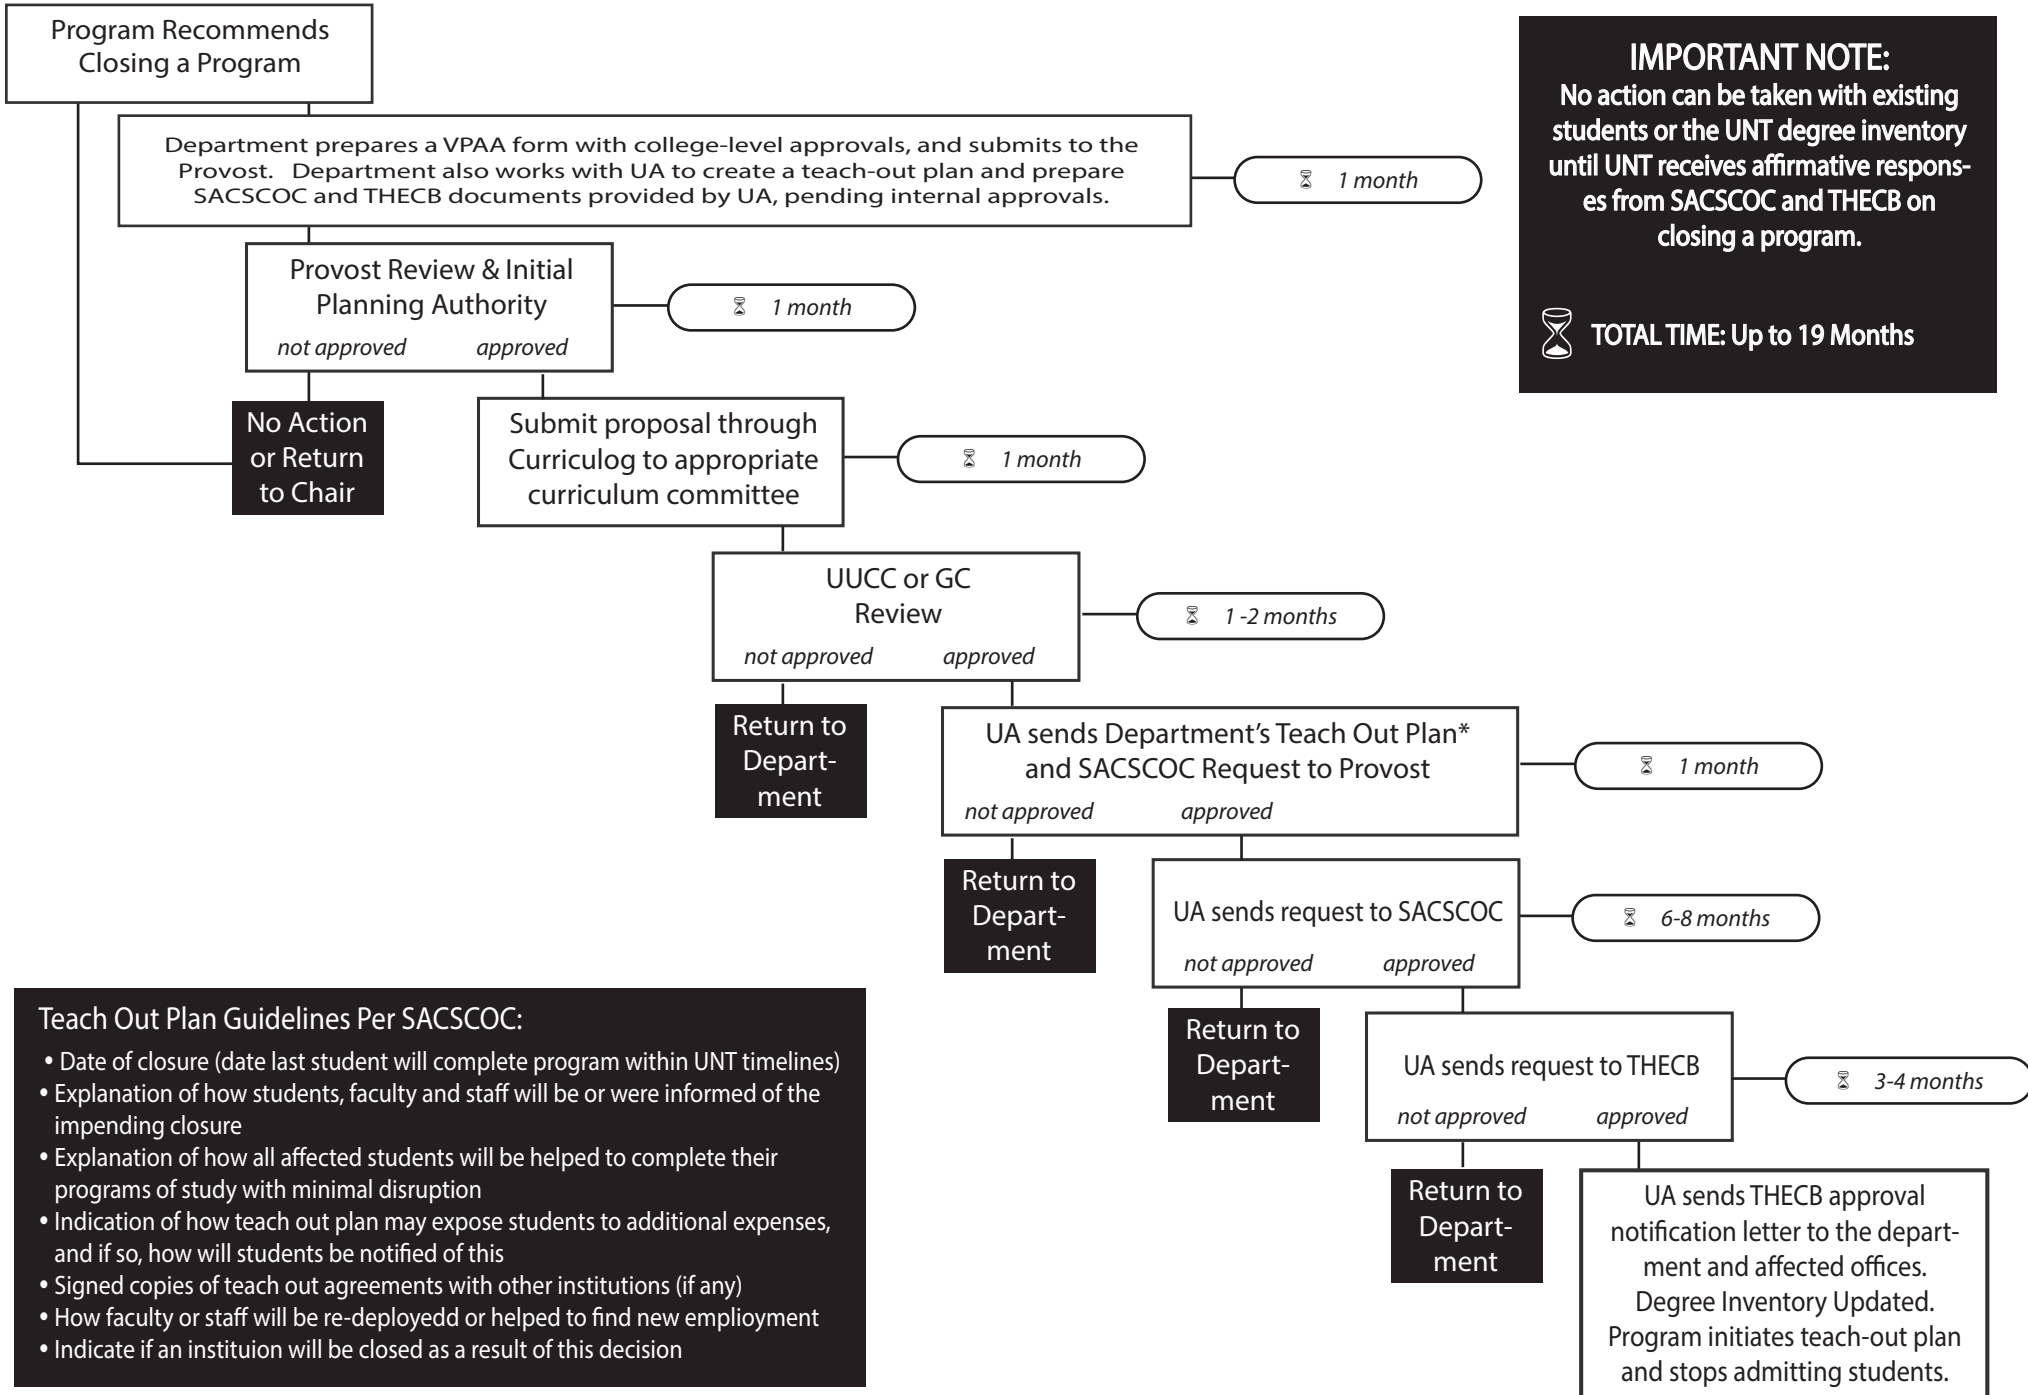 Program Recommends
Closing a Program
IMPORTANT NOTE:
No action can be taken with existing
students or the UNT degree inventory
until UNT receives affirmative respons-
es from SACSCOC and THECB on
closing a program.
TOTAL TIME: Up to 19 Months
Department prepares a VPAA form with college-level approvals, and submits to the
Provost. Department also works with UA to create a teach-out plan and prepare
SACSCOC and THECB documents provided by UA, pending internal approvals.
1 month
Provost Review & Initial
Planning Authority
not approved approved
1 month
No Action
or Return
to Chair
Submit proposal through
Curriculog to appropriate
curriculum committee
1 month
UUCC or GC
Review
not approved approved
1 -2 months
Return to
Depart-
ment
UA sends Department's Teach Out Plan*
and SACSCOC Request to Provost
not approved approved
1 month
Return to
Depart-
ment
UA sends request to SACSCOC
not approved approved
6-8 months
Return to
Depart-
ment
UA sends request to THECB
not approved approved
3-4 months
Return to
Depart-
ment
UA sends THECB approval
notification letter to the depart-
ment and affected offices.
Degree Inventory Updated.
Program initiates teach-out plan
and stops admitting students.
Teach Out Plan Guidelines Per SACSCOC:
• Date of closure (date last student will complete program within UNT timelines)
• Explanation of how students, faculty and staff will be or were informed of the
impending closure
• Explanation of how all affected students will be helped to complete their
programs of study with minimal disruption
• Indication of how teach out plan may expose students to additional expenses,
and if so, how will students be notified of this
• Signed copies of teach out agreements with other institutions (if any)
• How faculty or staff will be re-deployedd or helped to find new emploiyment
• Indicate if an instituion will be closed as a result of this decision